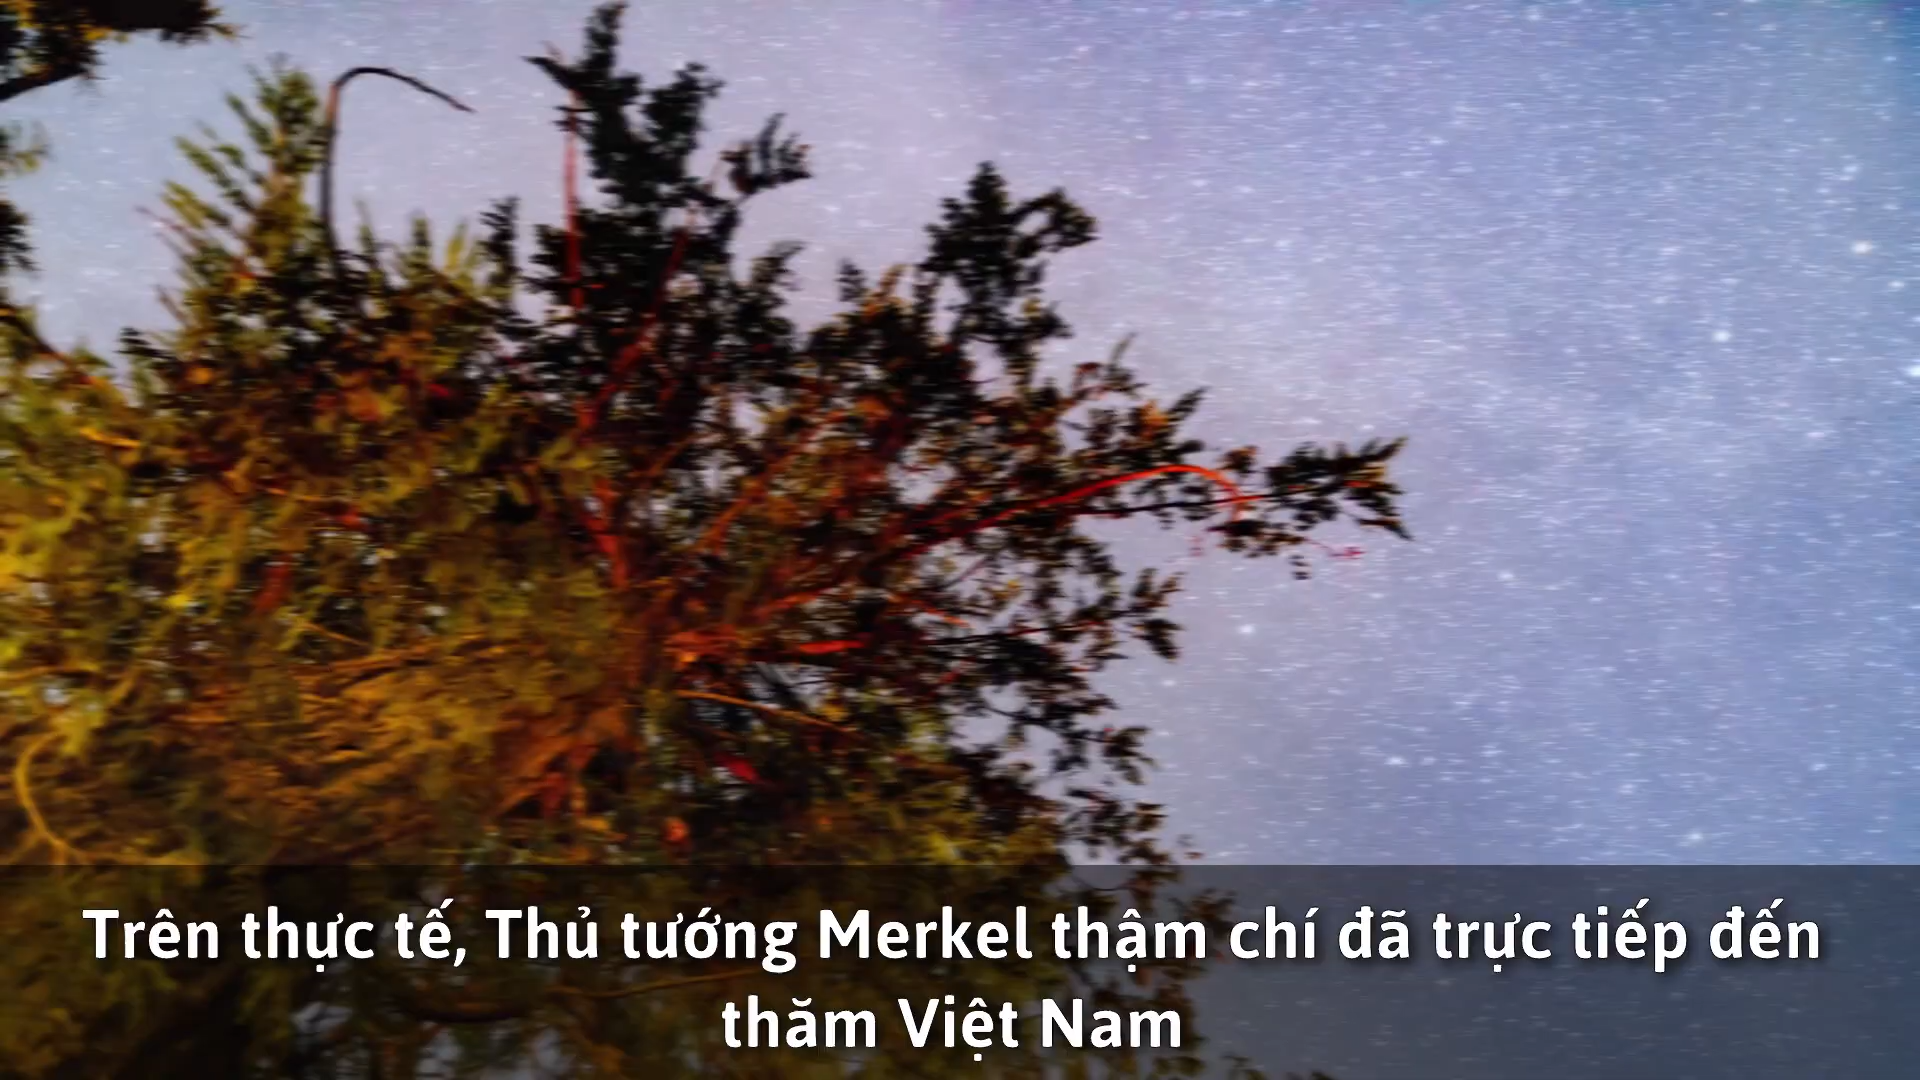 Trên thực tế, Thủ tướng Merkel thậm chí đã trực tiếp đến
thăm Việt Nam